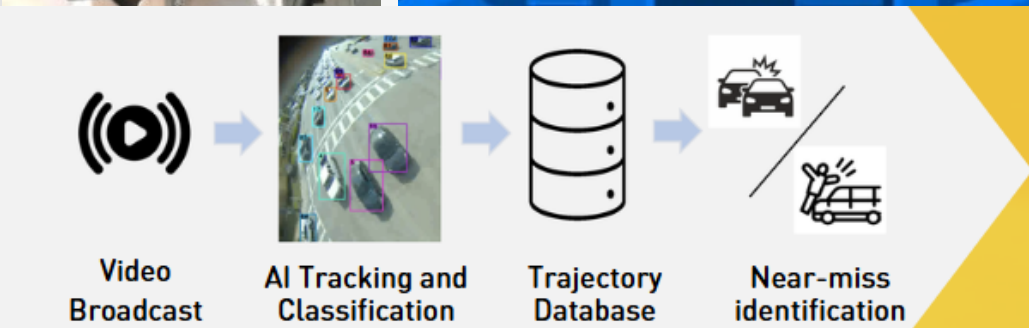 Video
Broadcast
AI Tracking and
Classification
Trajectory
Database
Near-miss
identification